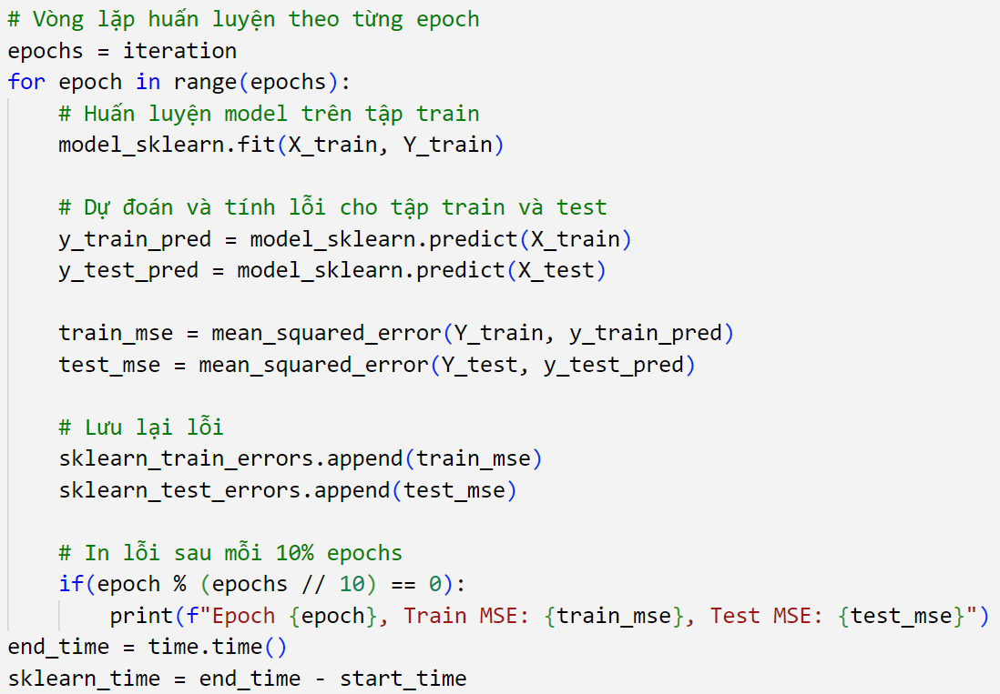 # Vòng lặp huấn luyện theo từng epoch
epochs = iteration
for epoch in range(epochs):
    # Huấn luyện model trên tập train
    model_sklearn.fit(X_train, Y_train)

    # Dự đoán và tính lỗi cho tập train và test
    y_train_pred = model_sklearn.predict(X_train)
    y_test_pred = model_sklearn.predict(X_test)

    train_mse = mean_squared_error(Y_train, y_train_pred)
    test_mse = mean_squared_error(Y_test, y_test_pred)

    # Lưu lại lỗi
    sklearn_train_errors.append(train_mse)
    sklearn_test_errors.append(test_mse)

    # In lỗi sau mỗi 10% epochs
    if(epoch % (epochs // 10) == 0):
        print(f"Epoch {epoch}, Train MSE: {train_mse}, Test MSE: {test_mse}")
end_time = time.time()
sklearn_time = end_time - start_time